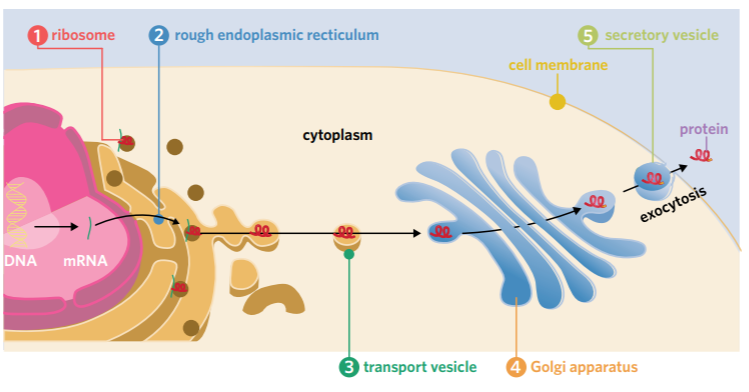 1 ribosome
2 rough endoplasmic recticulum
5 secretory vesicle
cell membrane
cytoplasm
protein
exocytosis
DNA
mRNA
3 transport vesicle
4 Golgi apparatus